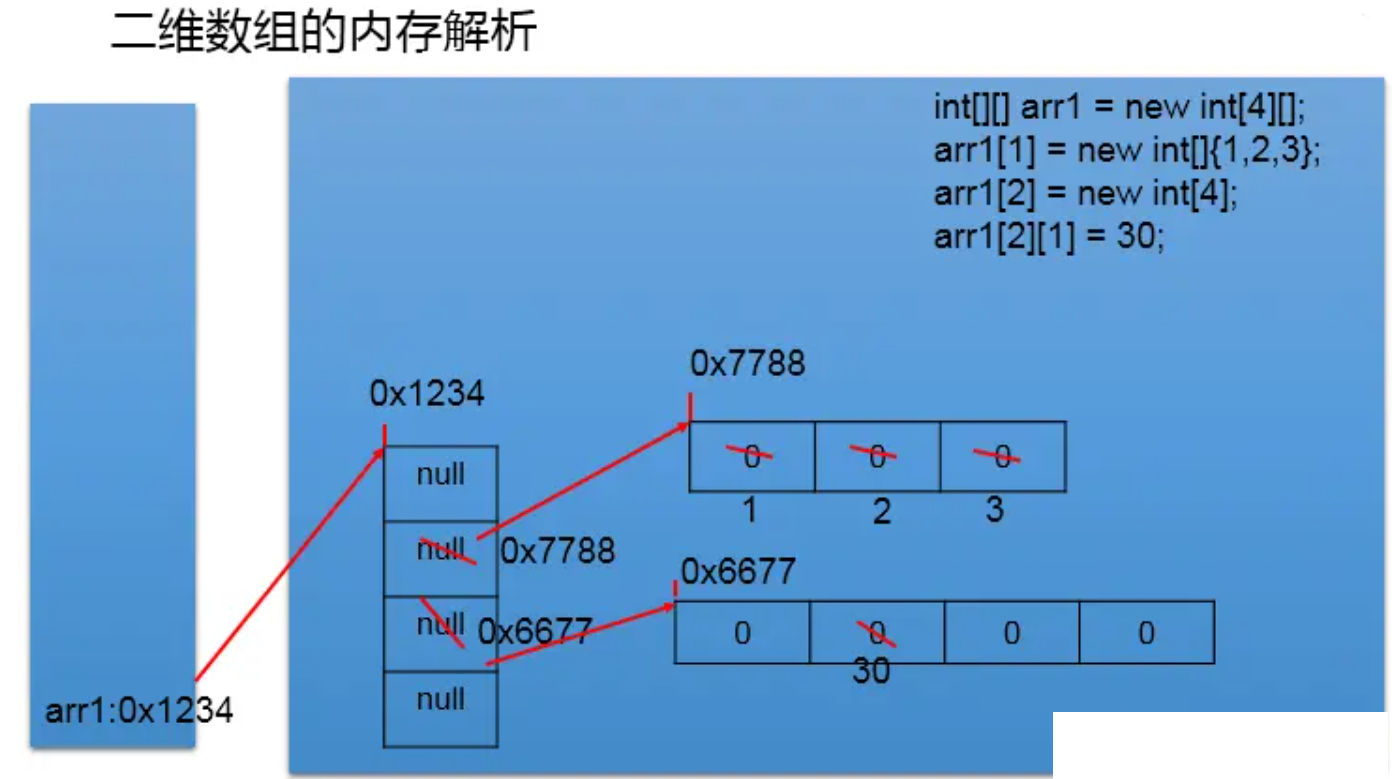 二维数组的内存解析
int[][] arr1 = new int[4][];
arr1[1] = new int[]{1,2,3};
arr1[2] = new int[4];
arr1[2][1] = 30;
0x7788
0x1234
0 0 0
null
1 2 3
null 0x7788
0x6677
null 0x6677
0 0 0 0
30
null
arr1:0x1234